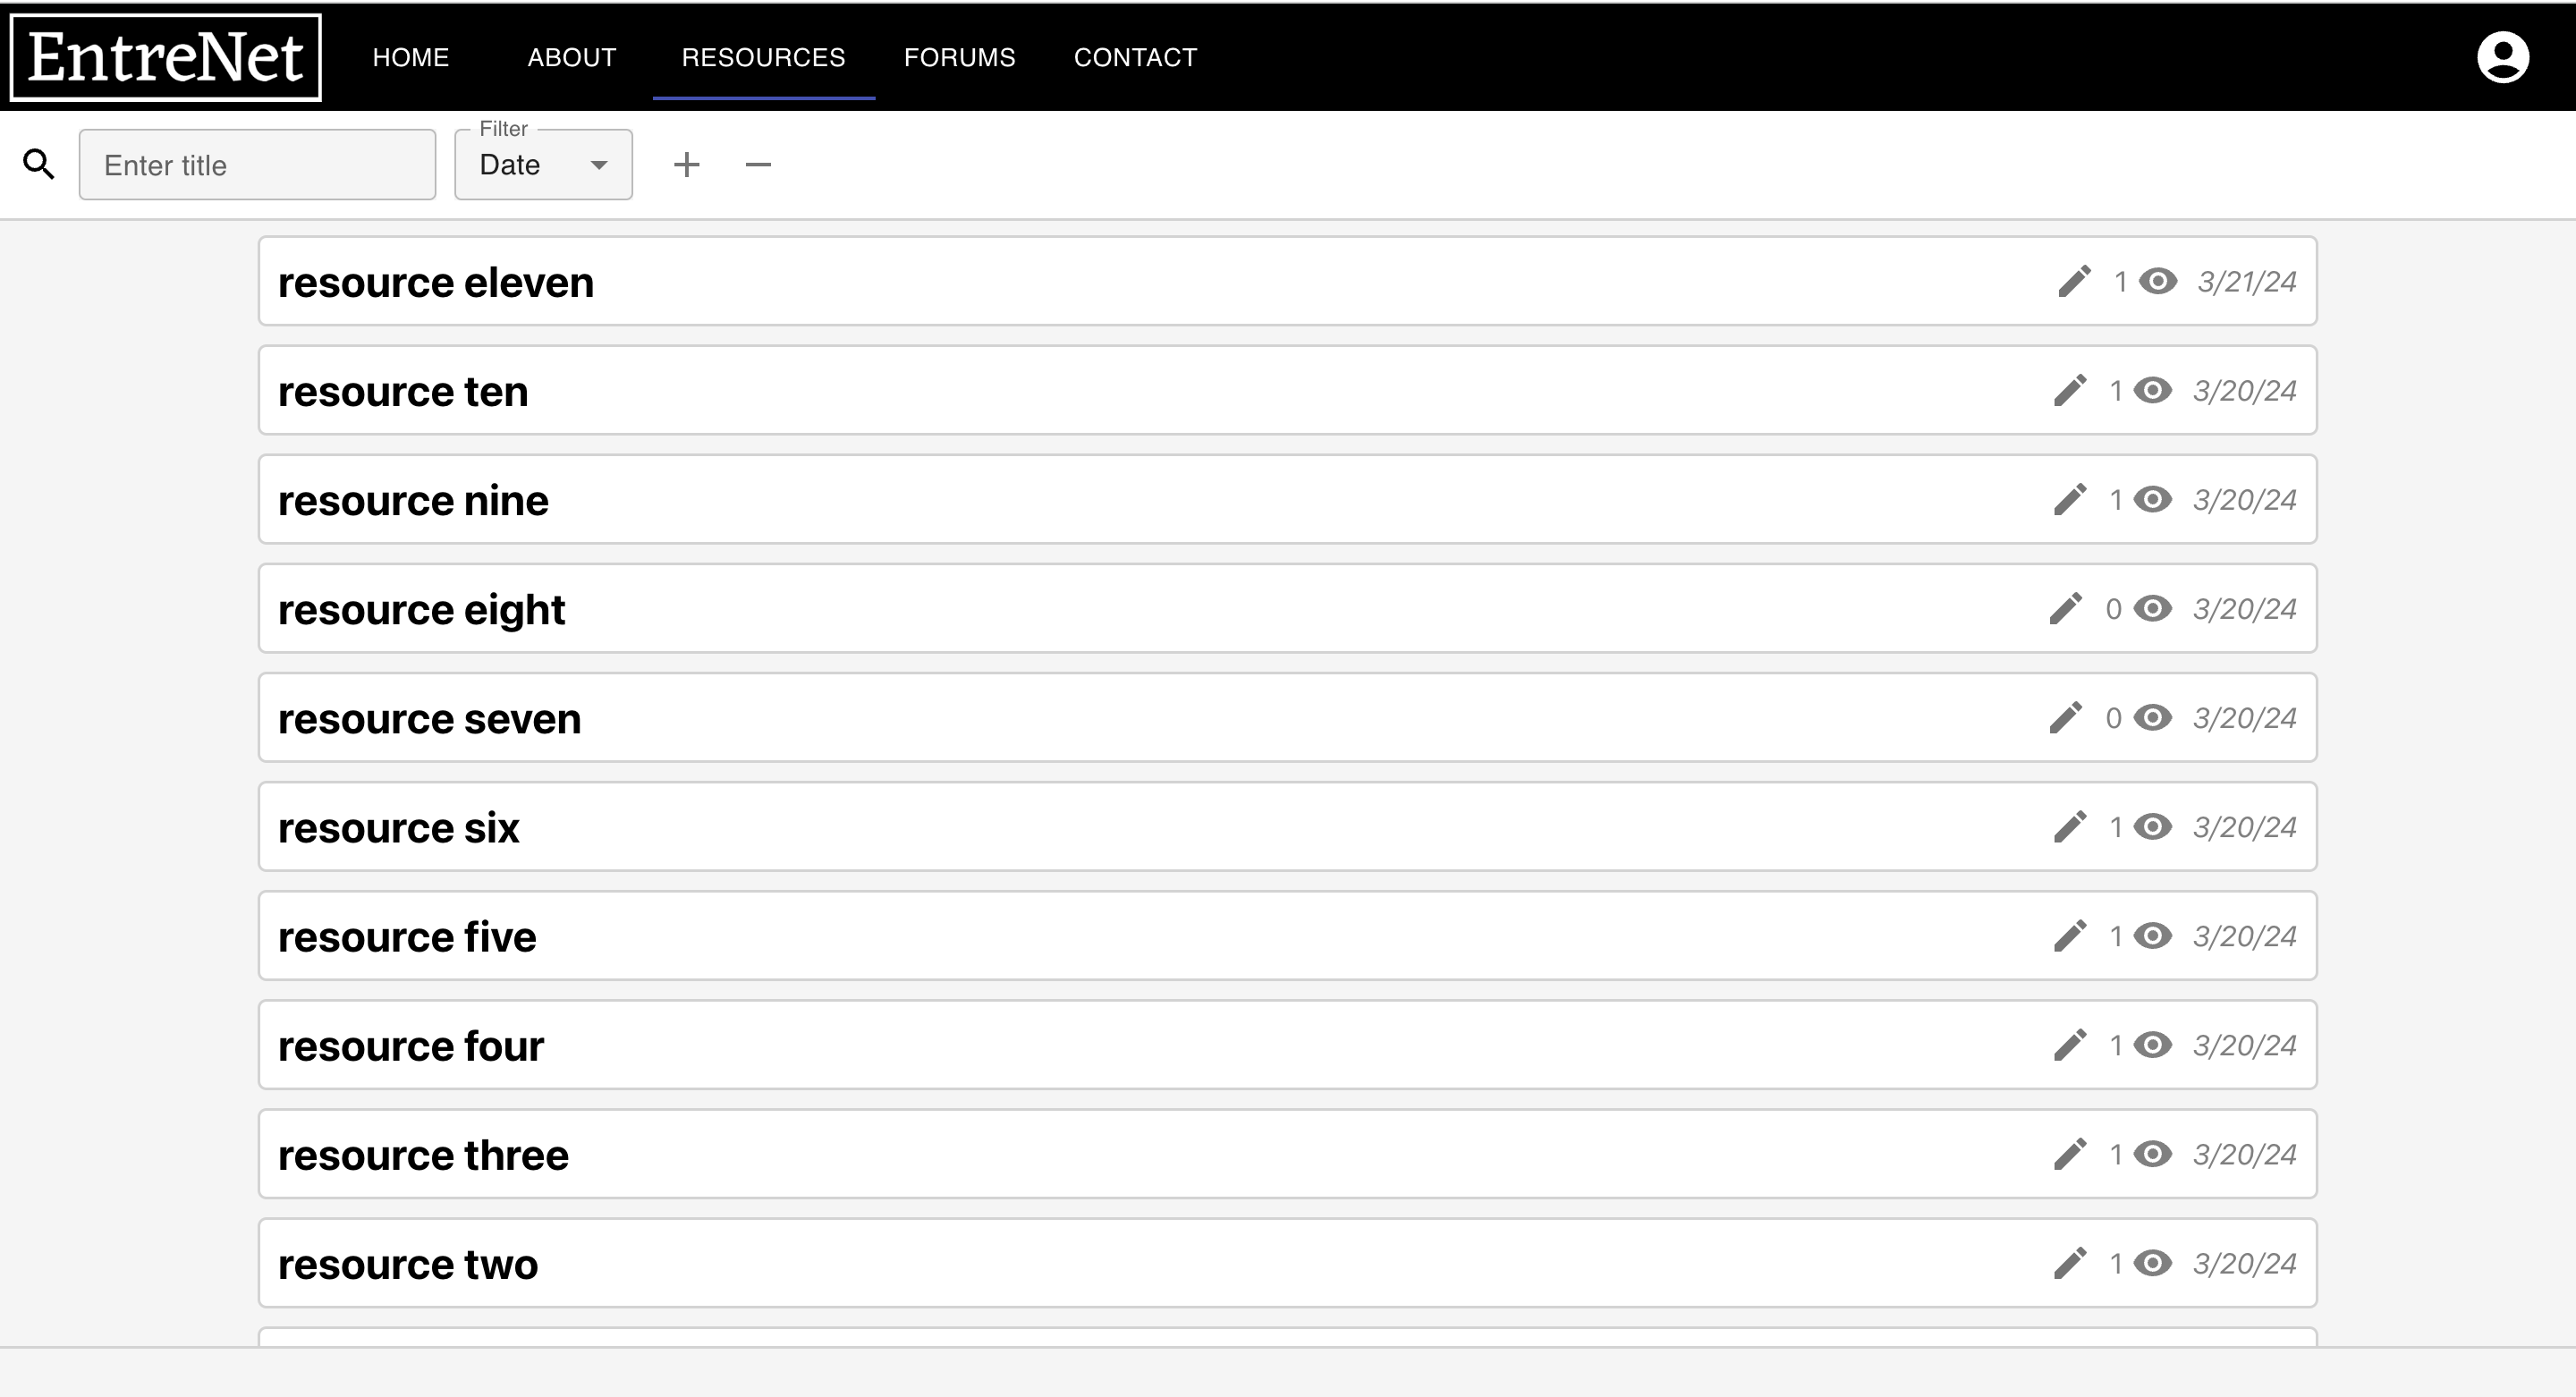 EntreNet HOME ABOUT RESOURCES FORUMS CONTACT
Filter
Enter title Date
resource eleven 1 3/21/24
resource ten 1 3/20/24
resource nine 1 3/20/24
resource eight 0 3/20/24
resource seven 0 3/20/24
resource six 1 3/20/24
resource five 1 3/20/24
resource four 1 3/20/24
resource three 1 3/20/24
resource two 1 3/20/24